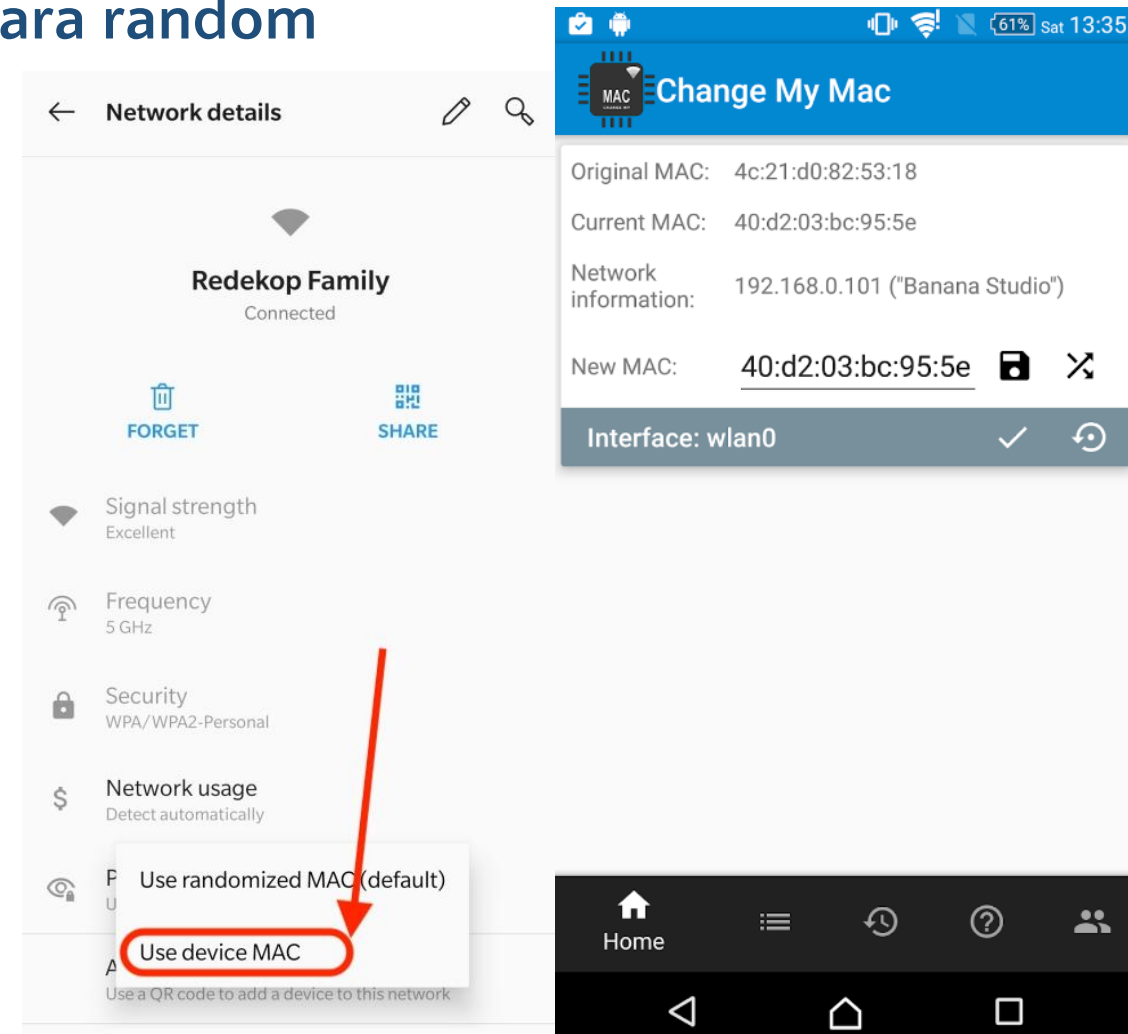 ara random
Network details
Redekop Family
Connected
FORGET
SHARE
Signal strength
Excellent
Frequency
5 GHz
Security
WPA/WPA2-Personal
Network usage
Detect automatically
P
U
Use randomized MAC (default)
Use device MAC
A
Use a QR code to add a device to this network
61% Sat 13:35
MAC
Change My Mac
Original MAC: 4c:21:d0:82:53:18
Current MAC: 40:d2:03:bc:95:5e
Network
information: 192.168.0.101 ("Banana Studio")
New MAC: 40:d2:03:bc:95:5e
Interface: wlan0
Home